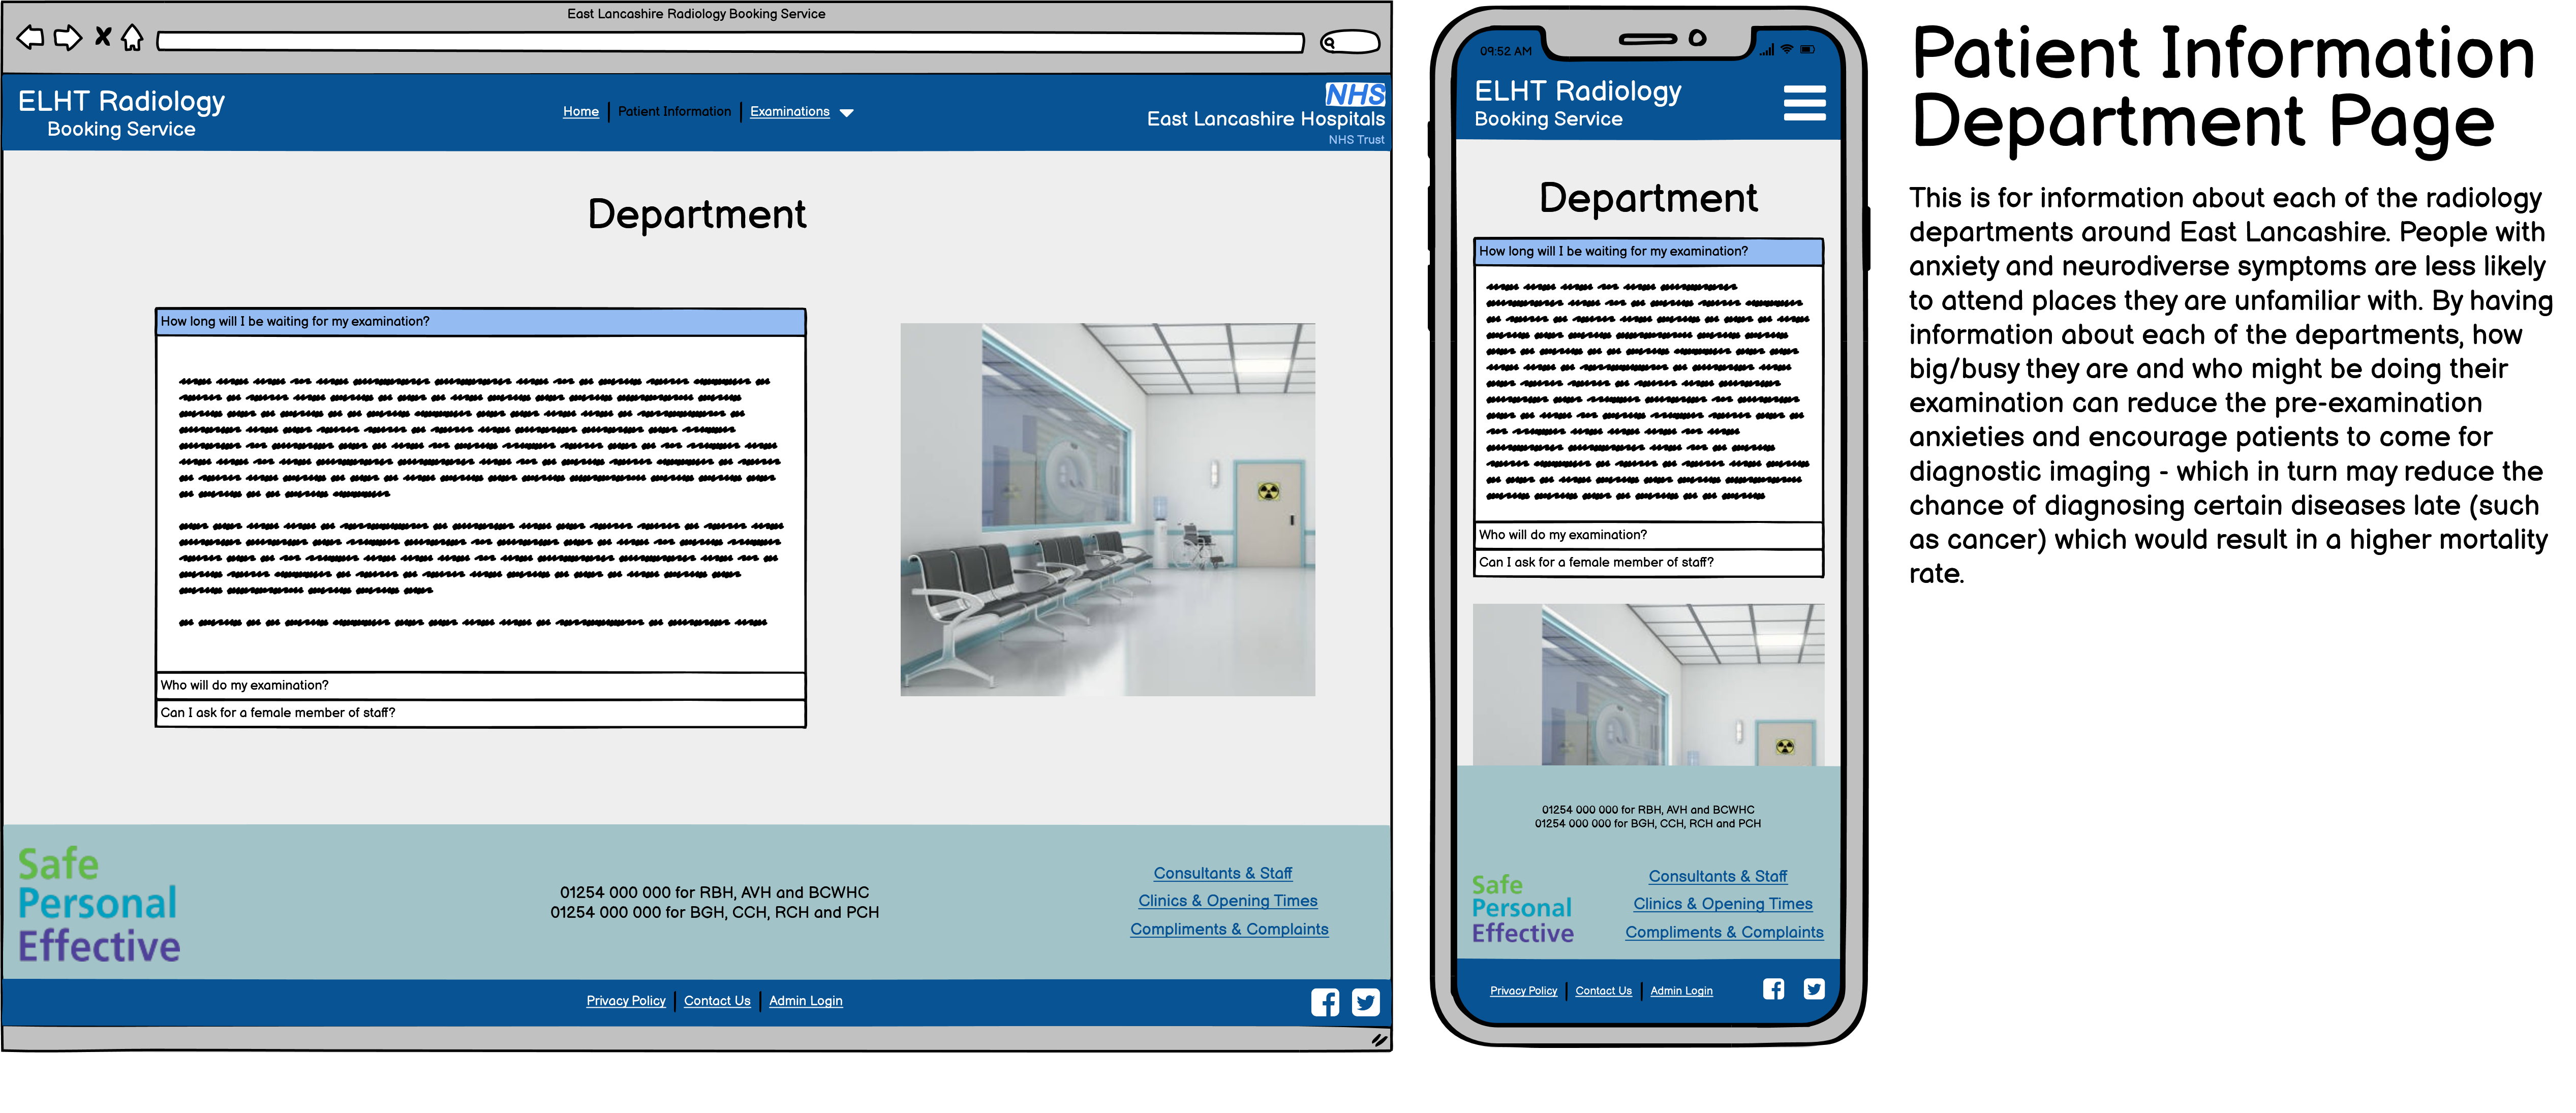 East Lancashire Radiology Booking Service
ELHT Radiology
Booking Service
Home
Patient Information
Examinations
NHS
East Lancashire Hospitals
NHS Trust
Department
How long will I be waiting for my examination?
Who will do my examination?
Can I ask for a female member of staff?
Safe
Personal
Effective
01254 000 000 for RBH, AVH and BCWHC
01254 000 000 for BGH, CCH, RCH and PCH
Consultants & Staff
Clinics & Opening Times
Compliments & Complaints
Privacy Policy
Contact Us
Admin Login
09:52 AM
ELHT Radiology
Booking Service
Department
How long will I be waiting for my examination?
Who will do my examination?
Can I ask for a female member of staff?
01254 000 000 for RBH, AVH and BCWHC
01254 000 000 for BGH, CCH, RCH and PCH
Safe
Personal
Effective
Consultants & Staff
Clinics & Opening Times
Compliments & Complaints
Privacy Policy
Contact Us
Admin Login
Patient Information
Department Page
This is for information about each of the radiology
departments around East Lancashire. People with
anxiety and neurodiverse symptoms are less likely
to attend places they are unfamiliar with. By having
information about each of the departments, how
big/busy they are and who might be doing their
examination can reduce the pre-examination
anxieties and encourage patients to come for
diagnostic imaging - which in turn may reduce the
chance of diagnosing certain diseases late (such
as cancer) which would result in a higher mortality
rate.